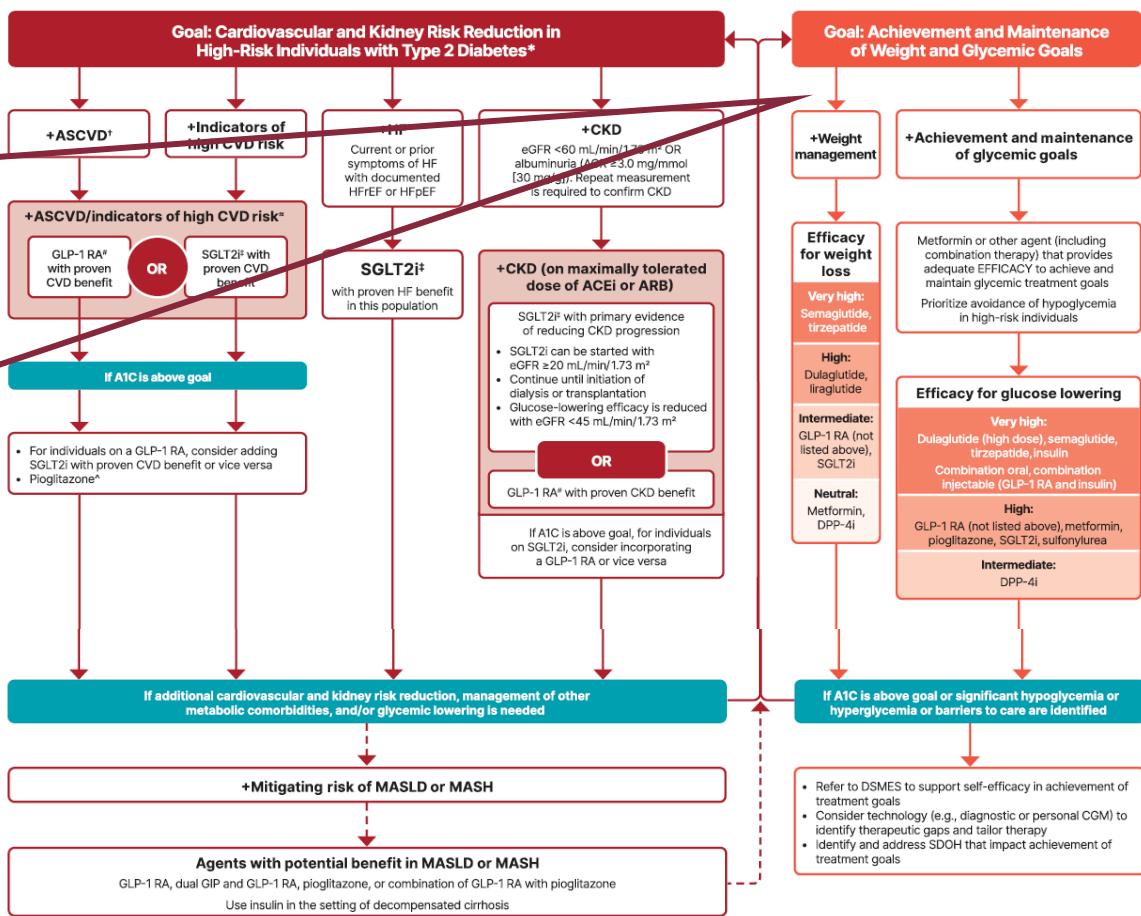 Goal: Cardiovascular and Kidney Risk Reduction in
High-Risk Individuals with Type 2 Diabetes*
Goal: Achievement and Maintenance
of Weight and Glycemic Goals
+ASCVD†
+Indicators of
high CVD risk
+HF
Current or prior
symptoms of HF
with documented
HFrEF or HFpEF
+CKD
eGFR <60 mL/min/1.73 m² OR
albuminuria (ACR ≥3.0 mg/mmol
[30 mg/g]). Repeat measurement
is required to confirm CKD
+Weight
management
+Achievement and maintenance
of glycemic goals
+ASCVD/indicators of high CVD risk
GLP-1 RA#
with proven
CVD benefit
OR
SGLT2i‡ with
proven CVD
benefit
SGLT2i‡
with proven HF benefit
in this population
+CKD (on maximally tolerated
dose of ACEi or ARB)
SGLT2i‡ with primary evidence
of reducing CKD progression
• SGLT2i can be started with
eGFR ≥20 mL/min/1.73 m²
• Continue until initiation of
dialysis or transplantation
• Glucose-lowering efficacy is reduced
with eGFR <45 mL/min/1.73 m²
OR
GLP-1 RA# with proven CKD benefit
If A1C is above goal, for individuals
on SGLT2i, consider incorporating
a GLP-1 RA or vice versa
If A1C is above goal
• For individuals on a GLP-1 RA, consider adding
SGLT2i with proven CVD benefit or vice versa
• Pioglitazone^
Efficacy
for weight
loss
Very high:
Semaglutide,
tirzepatide
High:
Dulaglutide,
liraglutide
Intermediate:
GLP-1 RA (not
listed above),
SGLT2i
Neutral:
Metformin,
DPP-4i
Metformin or other agent (including
combination therapy) that provides
adequate EFFICACY to achieve and
maintain glycemic treatment goals
Prioritize avoidance of hypoglycemia
in high-risk individuals
Efficacy for glucose lowering
Very high:
Dulaglutide (high dose), semaglutide,
tirzepatide, insulin
Combination oral, combination
injectable (GLP-1 RA and insulin)
High:
GLP-1 RA (not listed above), metformin,
pioglitazone, SGLT2i, sulfonylurea
Intermediate:
DPP-4i
If additional cardiovascular and kidney risk reduction, management of other
metabolic comorbidities, and/or glycemic lowering is needed
If A1C is above goal or significant hypoglycemia or
hyperglycemia or barriers to care are identified
+Mitigating risk of MASLD or MASH
Agents with potential benefit in MASLD or MASH
GLP-1 RA, dual GIP and GLP-1 RA, pioglitazone, or combination of GLP-1 RA with pioglitazone
Use insulin in the setting of decompensated cirrhosis
• Refer to DSMES to support self-efficacy in achievement of
treatment goals
• Consider technology (e.g., diagnostic or personal CGM) to
identify therapeutic gaps and tailor therapy
• Identify and address SDOH that impact achievement of
treatment goals